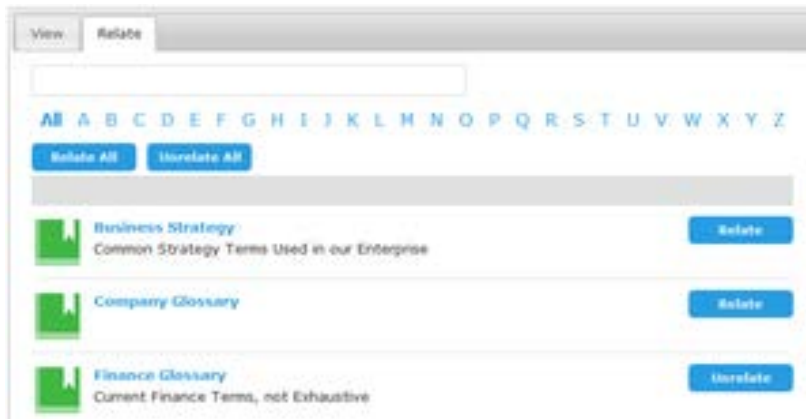 View Relate
All A B C D E F G H I J K L M N O P Q R S T U V W X Y Z
Relate All Unrelate All
Business Strategy Relate
Common Strategy Terms Used in our Enterprise
Company Glossary Relate
Finance Glossary Unrelate
Current Finance Terms, not Exhaustive